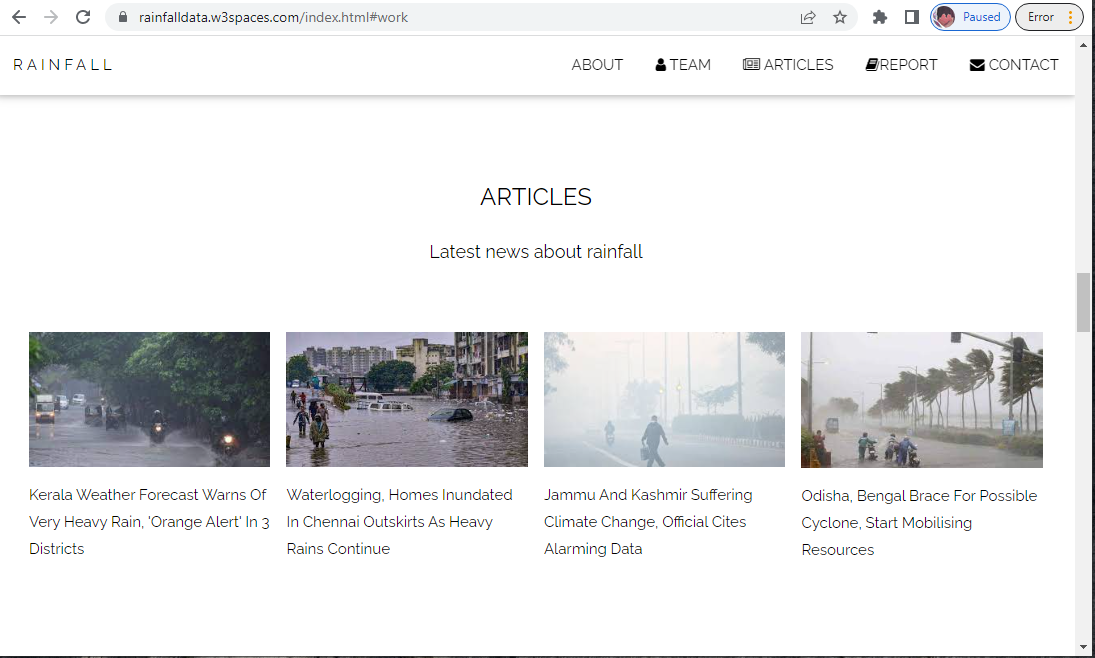 rainfalldata.w3spaces.com/index.html#work
Paused
Error
RAINFALL
ABOUT
TEAM
ARTICLES
REPORT
CONTACT
ARTICLES
Latest news about rainfall
Kerala Weather Forecast Warns Of
Very Heavy Rain, 'Orange Alert' In 3
Districts
Waterlogging, Homes Inundated
In Chennai Outskirts As Heavy
Rains Continue
Jammu And Kashmir Suffering
Climate Change, Official Cites
Alarming Data
Odisha, Bengal Brace For Possible
Cyclone, Start Mobilising
Resources